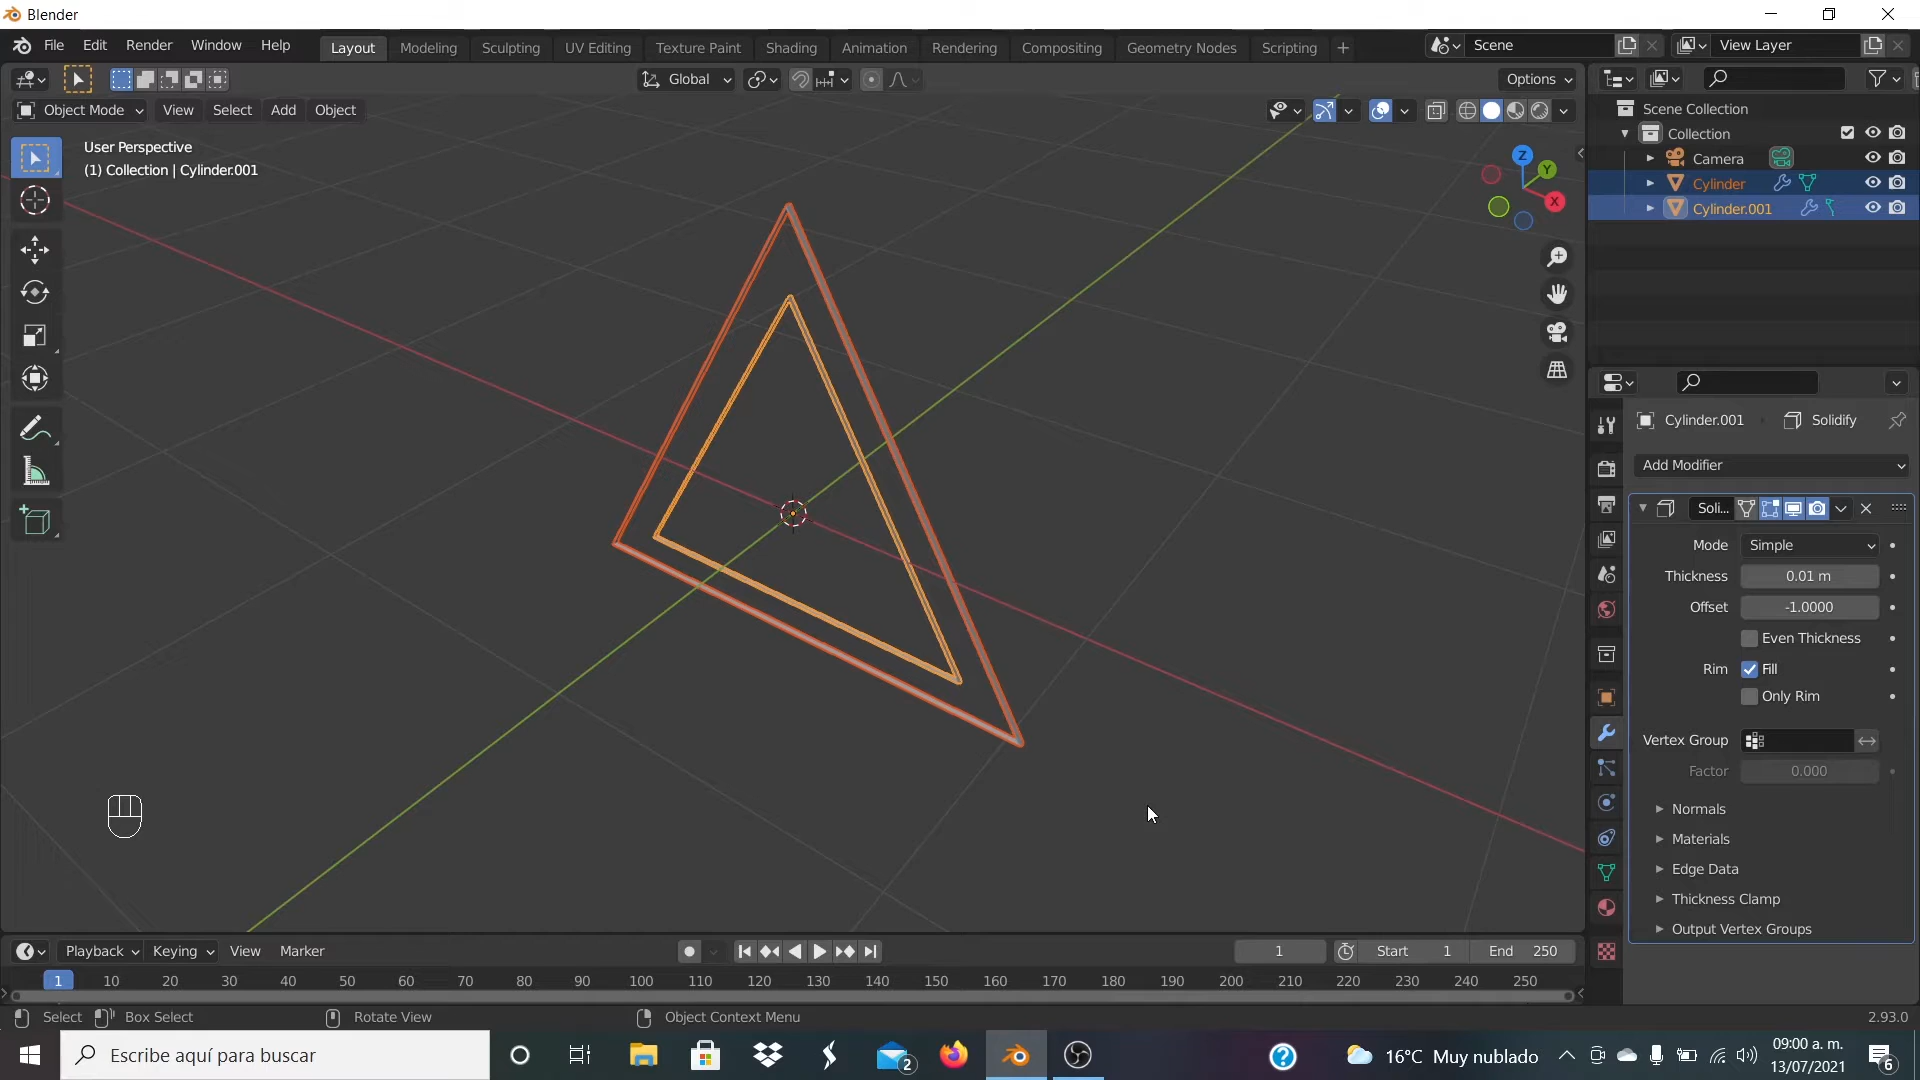 Blender
File Edit Render Window Help Layout Modeling Sculpting UV Editing Texture Paint Shading Animation Rendering Compositing Geometry Nodes Scripting + Scene View Layer
Global Options
Object Mode View Select Add Object
User Perspective
(1) Collection | Cylinder.001
Z
Y
X
Scene Collection
Collection
Camera
Cylinder
Cylinder.001
Cylinder.001 Solidify
Add Modifier
Soli...
Mode Simple
Thickness 0.01 m
Offset -1.0000
Even Thickness
Rim Fill
Only Rim
Vertex Group
Factor 0.000
Normals
Materials
Edge Data
Thickness Clamp
Output Vertex Groups
Playback Keying View Marker 1 Start 1 End 250
1 10 20 30 40 50 60 70 80 90 100 110 120 130 140 150 160 170 180 190 200 210 220 230 240 250
Select Box Select Rotate View Object Context Menu 2.93.0
Escribe aquí para buscar 2 16°C Muy nublado 09:00 a. m.
13/07/2021 6